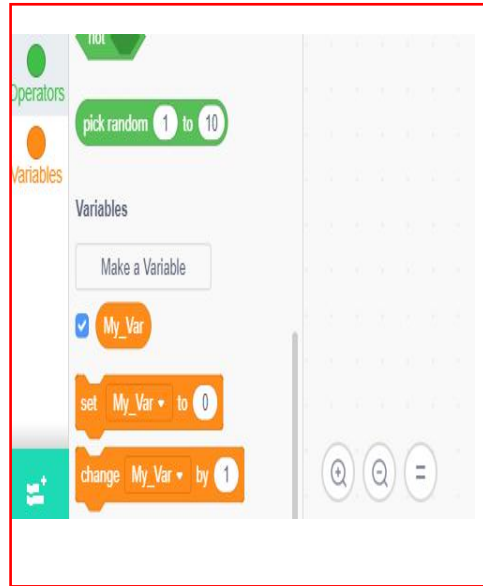 not
Operators
pick random 1 to 10
Variables
Variables
Make a Variable
My_Var
set My_Var to 0
change My_Var by 1